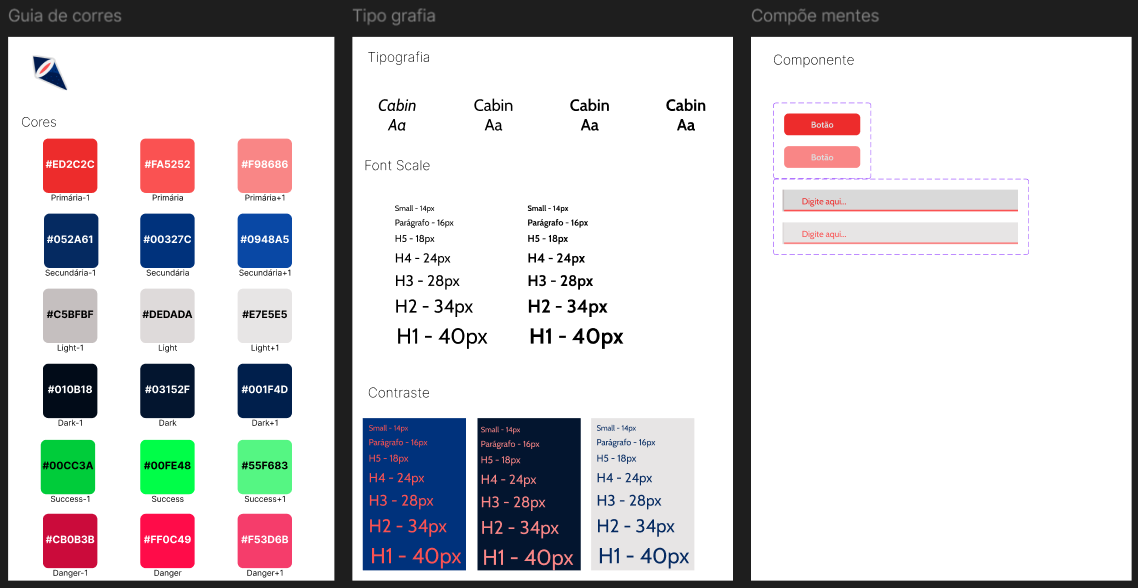 Guia de corres
Cores
#ED2C2C #FA5252 #F98686
Primária-1 Primária Primária+1
#052A61 #00327C #0948A5
Secundária-1 Secundária Secundária+1
#C5BFBF #DEDADA #E7E5E5
Light-1 Light Light+1
#010B18 #03152F #001F4D
Dark-1 Dark Dark+1
#00CC3A #00FE48 #55F683
Success-1 Success Success+1
#CB0B3B #FF0C49 #F53D6B
Danger-1 Danger Danger+1
Tipo grafia
Tipografia
Cabin Cabin Cabin Cabin
Aa Aa Aa Aa
Font Scale
Small - 14px Small - 14px
Parágrafo - 16px Parágrafo - 16px
H5 - 18px H5 - 18px
H4 - 24px H4 - 24px
H3 - 28px H3 - 28px
H2 - 34px H2 - 34px
H1 - 40px H1 - 40px
Contraste
Small - 14px Small - 14px Small - 14px
Parágrafo - 16px Parágrafo - 16px Parágrafo - 16px
H5 - 18px H5 - 18px H5 - 18px
H4 - 24px H4 - 24px H4 - 24px
H3 - 28px H3 - 28px H3 - 28px
H2 - 34px H2 - 34px H2 - 34px
H1 - 40px H1 - 40px H1 - 40px
Compõe mentes
Componente
Botão
Botão
Digite aqui...
Digite aqui...